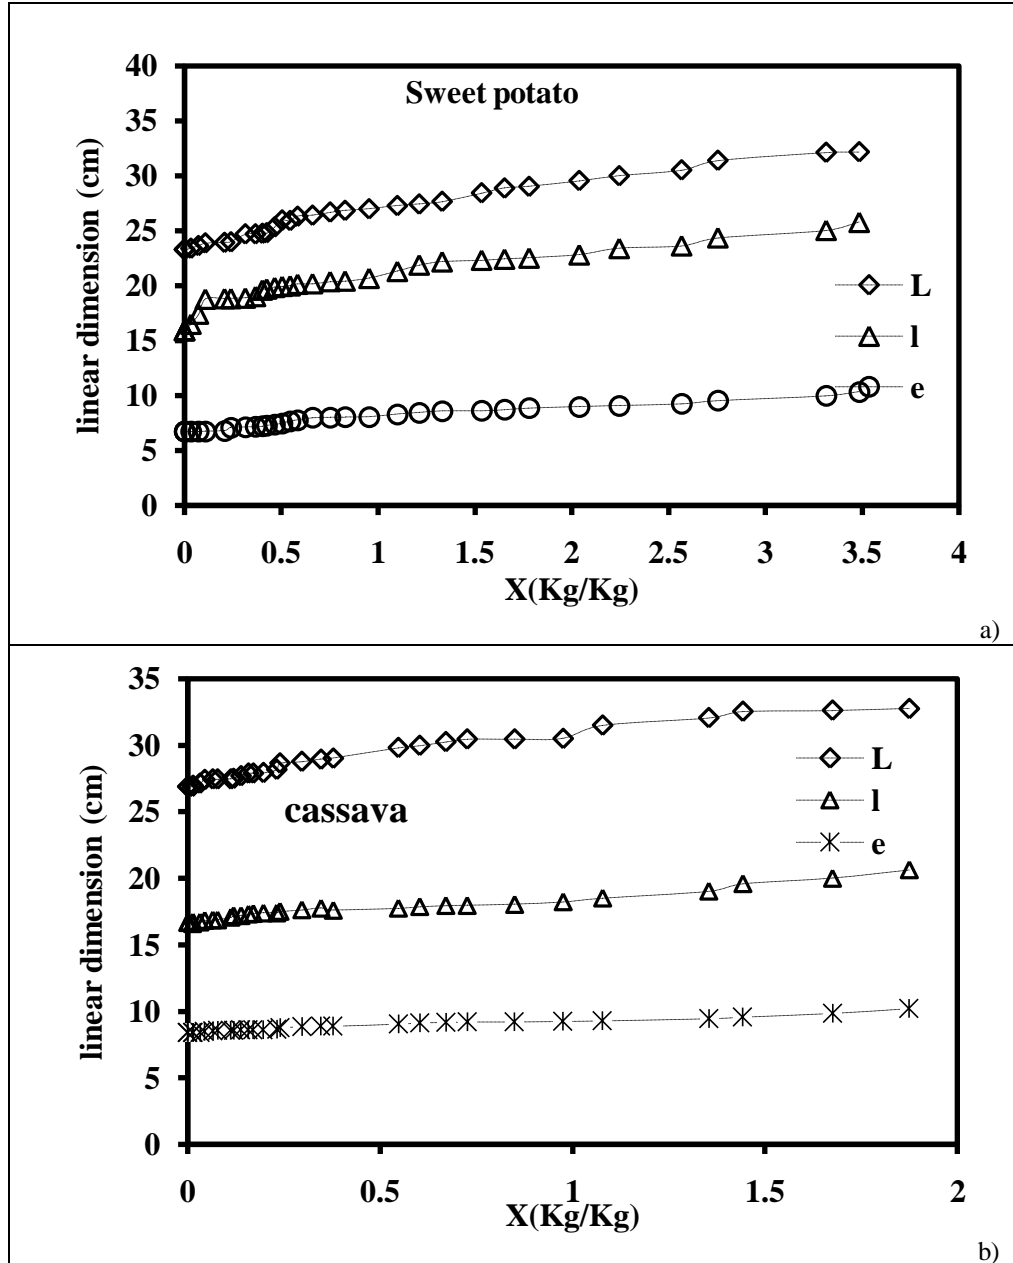 40
35
30
25
20
15
10
5
0
linear dimension (cm)
Sweet potato
L
l
e
0 0.5 1 1.5 2 2.5 3 3.5 4
X(Kg/Kg)
a)
35
30
25
20
15
10
5
0
linear dimension (cm)
cassava
L
l
e
0 0.5 1 1.5 2
X(Kg/Kg)
b)